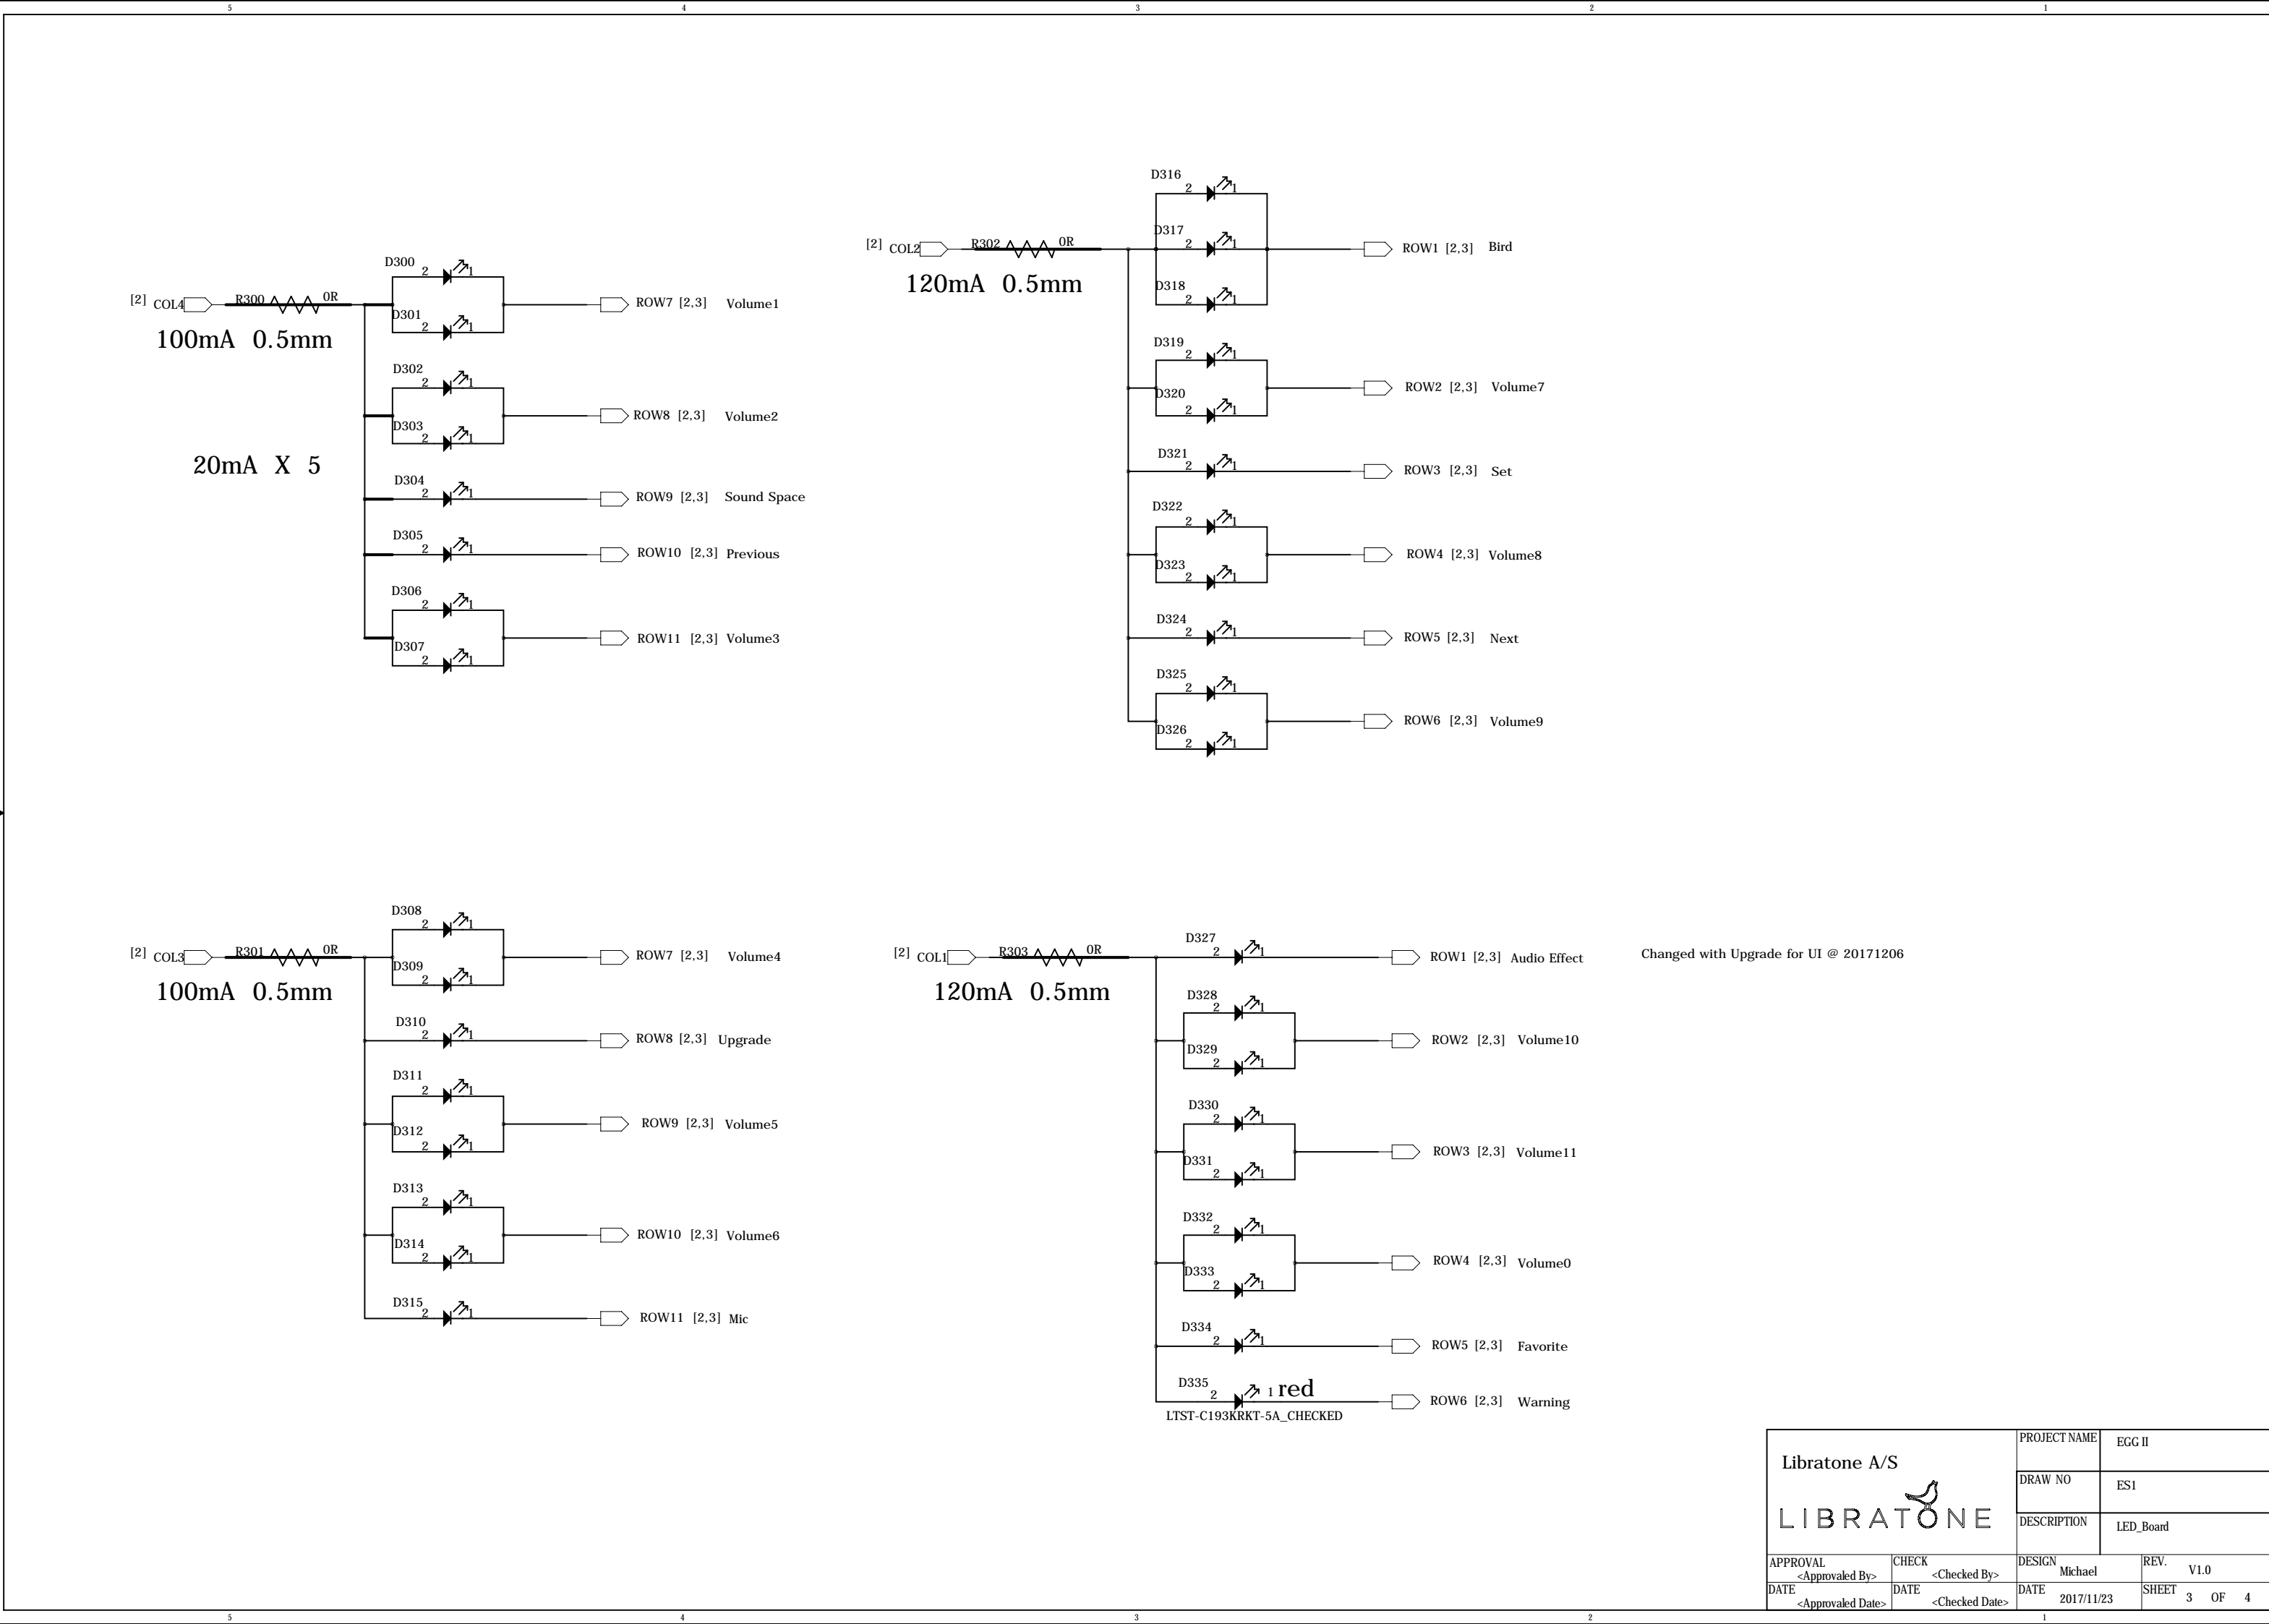 5 4 3 2 1
D300
2 1
[2] COL4 R300 0R
D301
2 1
ROW7 [2,3] Volume1
100mA 0.5mm
D302
2 1
D303
2 1
ROW8 [2,3] Volume2
20mA X 5
D304
2 1
ROW9 [2,3] Sound Space
D305
2 1
ROW10 [2,3] Previous
D306
2 1
D307
2 1
ROW11 [2,3] Volume3
D316
2 1
[2] COL2 R302 0R
D317
2 1
ROW1 [2,3] Bird
120mA 0.5mm
D318
2 1
D319
2 1
D320
2 1
ROW2 [2,3] Volume7
D321
2 1
ROW3 [2,3] Set
D322
2 1
D323
2 1
ROW4 [2,3] Volume8
D324
2 1
ROW5 [2,3] Next
D325
2 1
D326
2 1
ROW6 [2,3] Volume9
D308
2 1
[2] COL3 R301 0R
D309
2 1
ROW7 [2,3] Volume4
100mA 0.5mm
D310
2 1
ROW8 [2,3] Upgrade
D311
2 1
D312
2 1
ROW9 [2,3] Volume5
D313
2 1
D314
2 1
ROW10 [2,3] Volume6
D315
2 1
ROW11 [2,3] Mic
D327
2 1
[2] COL1 R303 0R
ROW1 [2,3] Audio Effect
Changed with Upgrade for UI @ 20171206
120mA 0.5mm
D328
2 1
D329
2 1
ROW2 [2,3] Volume10
D330
2 1
D331
2 1
ROW3 [2,3] Volume11
D332
2 1
D333
2 1
ROW4 [2,3] Volume0
D334
2 1
ROW5 [2,3] Favorite
D335
2 1 red
ROW6 [2,3] Warning
LTST-C193KRKT-5A_CHECKED
Libratone A/S
LIBRATONE
PROJECT NAME EGG II
DRAW NO ES1
DESCRIPTION LED_Board
APPROVAL <Approvaled By> CHECK <Checked By> DESIGN Michael REV. V1.0
DATE <Approvaled Date> DATE <Checked Date> DATE 2017/11/23 SHEET 3 OF 4
5 4 3 2 1